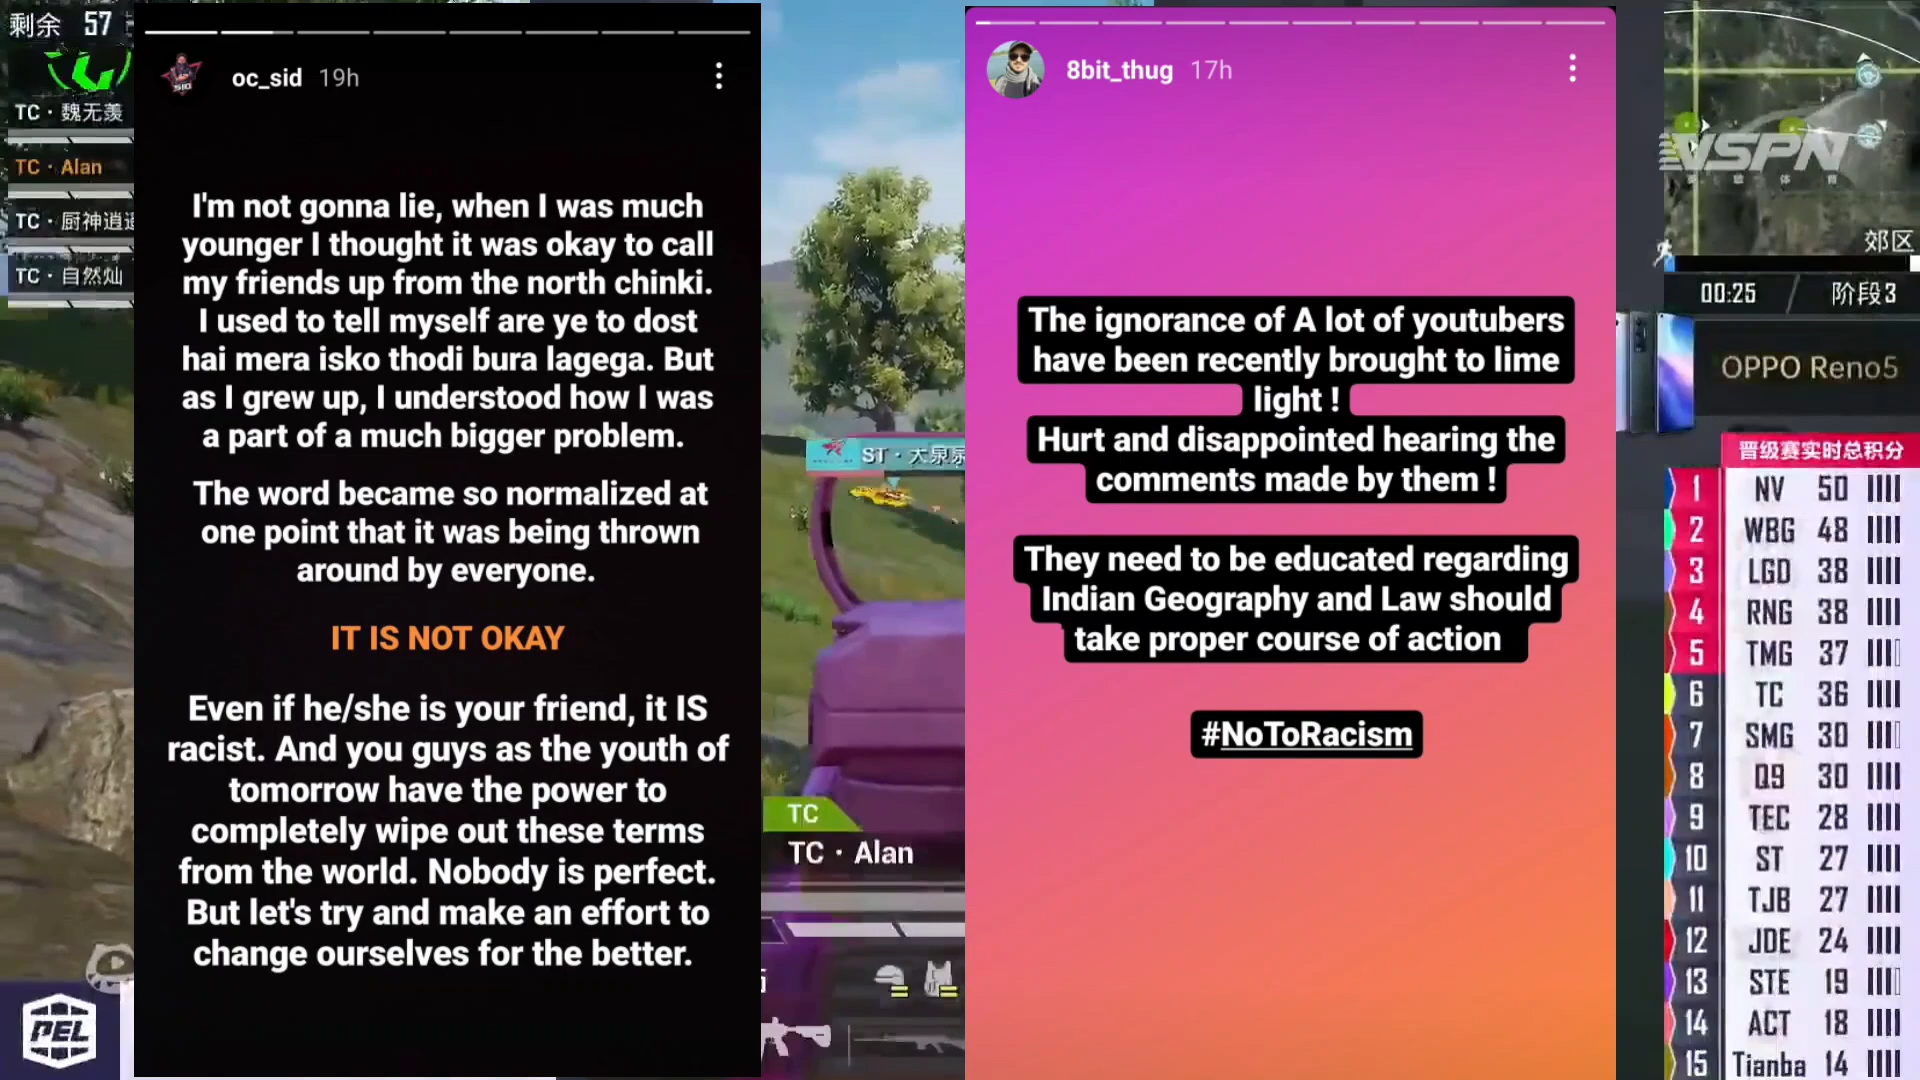 剩余 57
TC · 魏无羡
TC · Alan
TC · 厨神逍遥
TC · 自然灿
oc_sid 19h
I'm not gonna lie, when I was much
younger I thought it was okay to call
my friends up from the north chinki.
I used to tell myself are ye to dost
hai mera isko thodi bura lagega. But
as I grew up, I understood how I was
a part of a much bigger problem.
The word became so normalized at
one point that it was being thrown
around by everyone.
IT IS NOT OKAY
Even if he/she is your friend, it IS
racist. And you guys as the youth of
tomorrow have the power to
completely wipe out these terms
from the world. Nobody is perfect.
But let's try and make an effort to
change ourselves for the better.
PEL
ST · 大泉
TC
TC · Alan
8bit_thug 17h
The ignorance of A lot of youtubers
have been recently brought to lime
light !
Hurt and disappointed hearing the
comments made by them !
They need to be educated regarding
Indian Geography and Law should
take proper course of action
#NoToRacism
VSPN
英雄体育
郊区
00:25 / 阶段3
OPPO Reno5
晋级赛实时总积分
1 NV 50
2 WBG 48
3 LGD 38
4 RNG 38
5 TMG 37
6 TC 36
7 SMG 30
8 Q9 30
9 TEC 28
10 ST 27
11 TJB 27
12 JDE 24
13 STE 19
14 ACT 18
15 Tianba 14